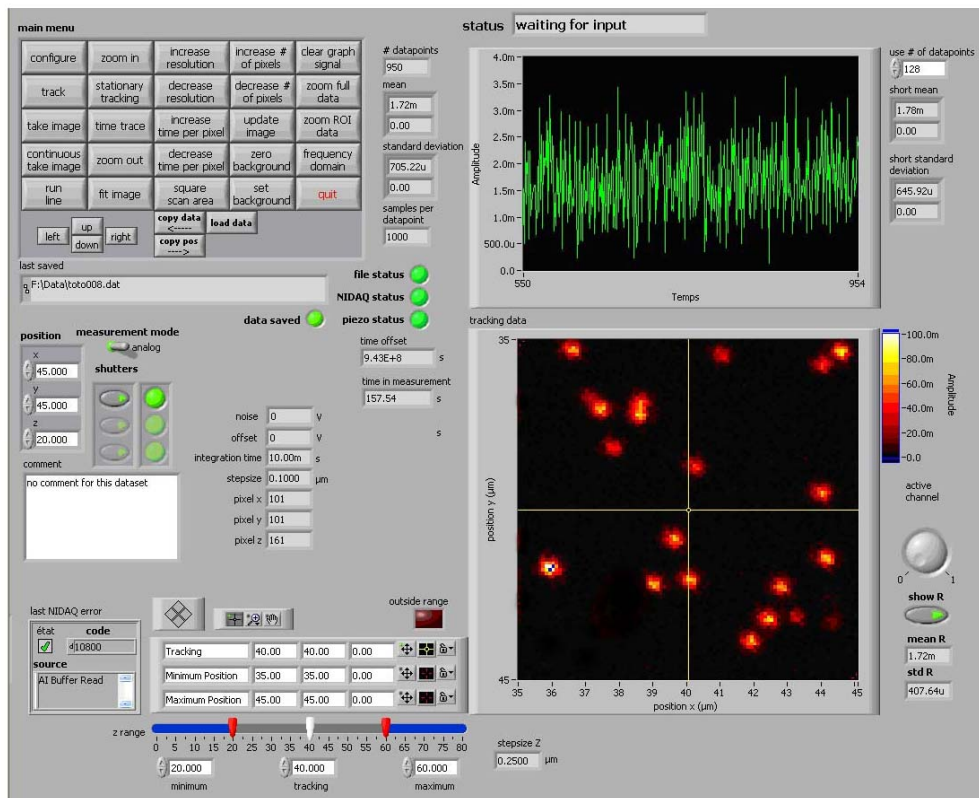 main menu
configure
zoom in
increase resolution
increase # of pixels
clear graph signal
track
stationary tracking
decrease resolution
decrease # of pixels
zoom full data
take image
time trace
increase time per pixel
update image
zoom ROI data
continuous take image
zoom out
decrease time per pixel
zero background
frequency domain
run line
fit image
square scan area
set background
quit
left
up
down
right
copy data
<-----
load data
copy pos
---->
# datapoints
950
mean
1.72m
0.00
standard deviation
705.22u
0.00
samples per datapoint
1000
last saved
F:\Data\toto008.dat
file status
NIDAQ status
data saved
piezo status
status
waiting for input
4.0m
3.5m
3.0m
2.5m
2.0m
1.5m
1.0m
500.0u
0.0
Amplitude
550
954
Temps
use # of datapoints
128
short mean
1.78m
0.00
short standard deviation
645.92u
0.00
position
x
45.000
y
45.000
z
20.000
measurement mode
analog
shutters
time offset
9.43E+8 s
time in measurement
157.54 s
s
noise 0 V
offset 0 V
integration time 10.00m s
stepsize 0.1000 µm
pixel x 101
pixel y 101
pixel z 161
comment
no comment for this dataset
tracking data
35
45
position y (µm)
35 36 37 38 39 40 41 42 43 44 45
position x (µm)
100.0m
80.0m
60.0m
40.0m
20.0m
0.0
Amplitude
active channel
0 1
show R
mean R
1.72m
std R
407.64u
last NIDAQ error
état
code
d 10800
source
AI Buffer Read
outside range
Tracking 40.00 40.00 0.00
Minimum Position 35.00 35.00 0.00
Maximum Position 45.00 45.00 0.00
z range
0 5 10 15 20 25 30 35 40 45 50 55 60 65 70 75 80
20.000
minimum
40.000
tracking
60.000
maximum
stepsize Z
0.2500 µm